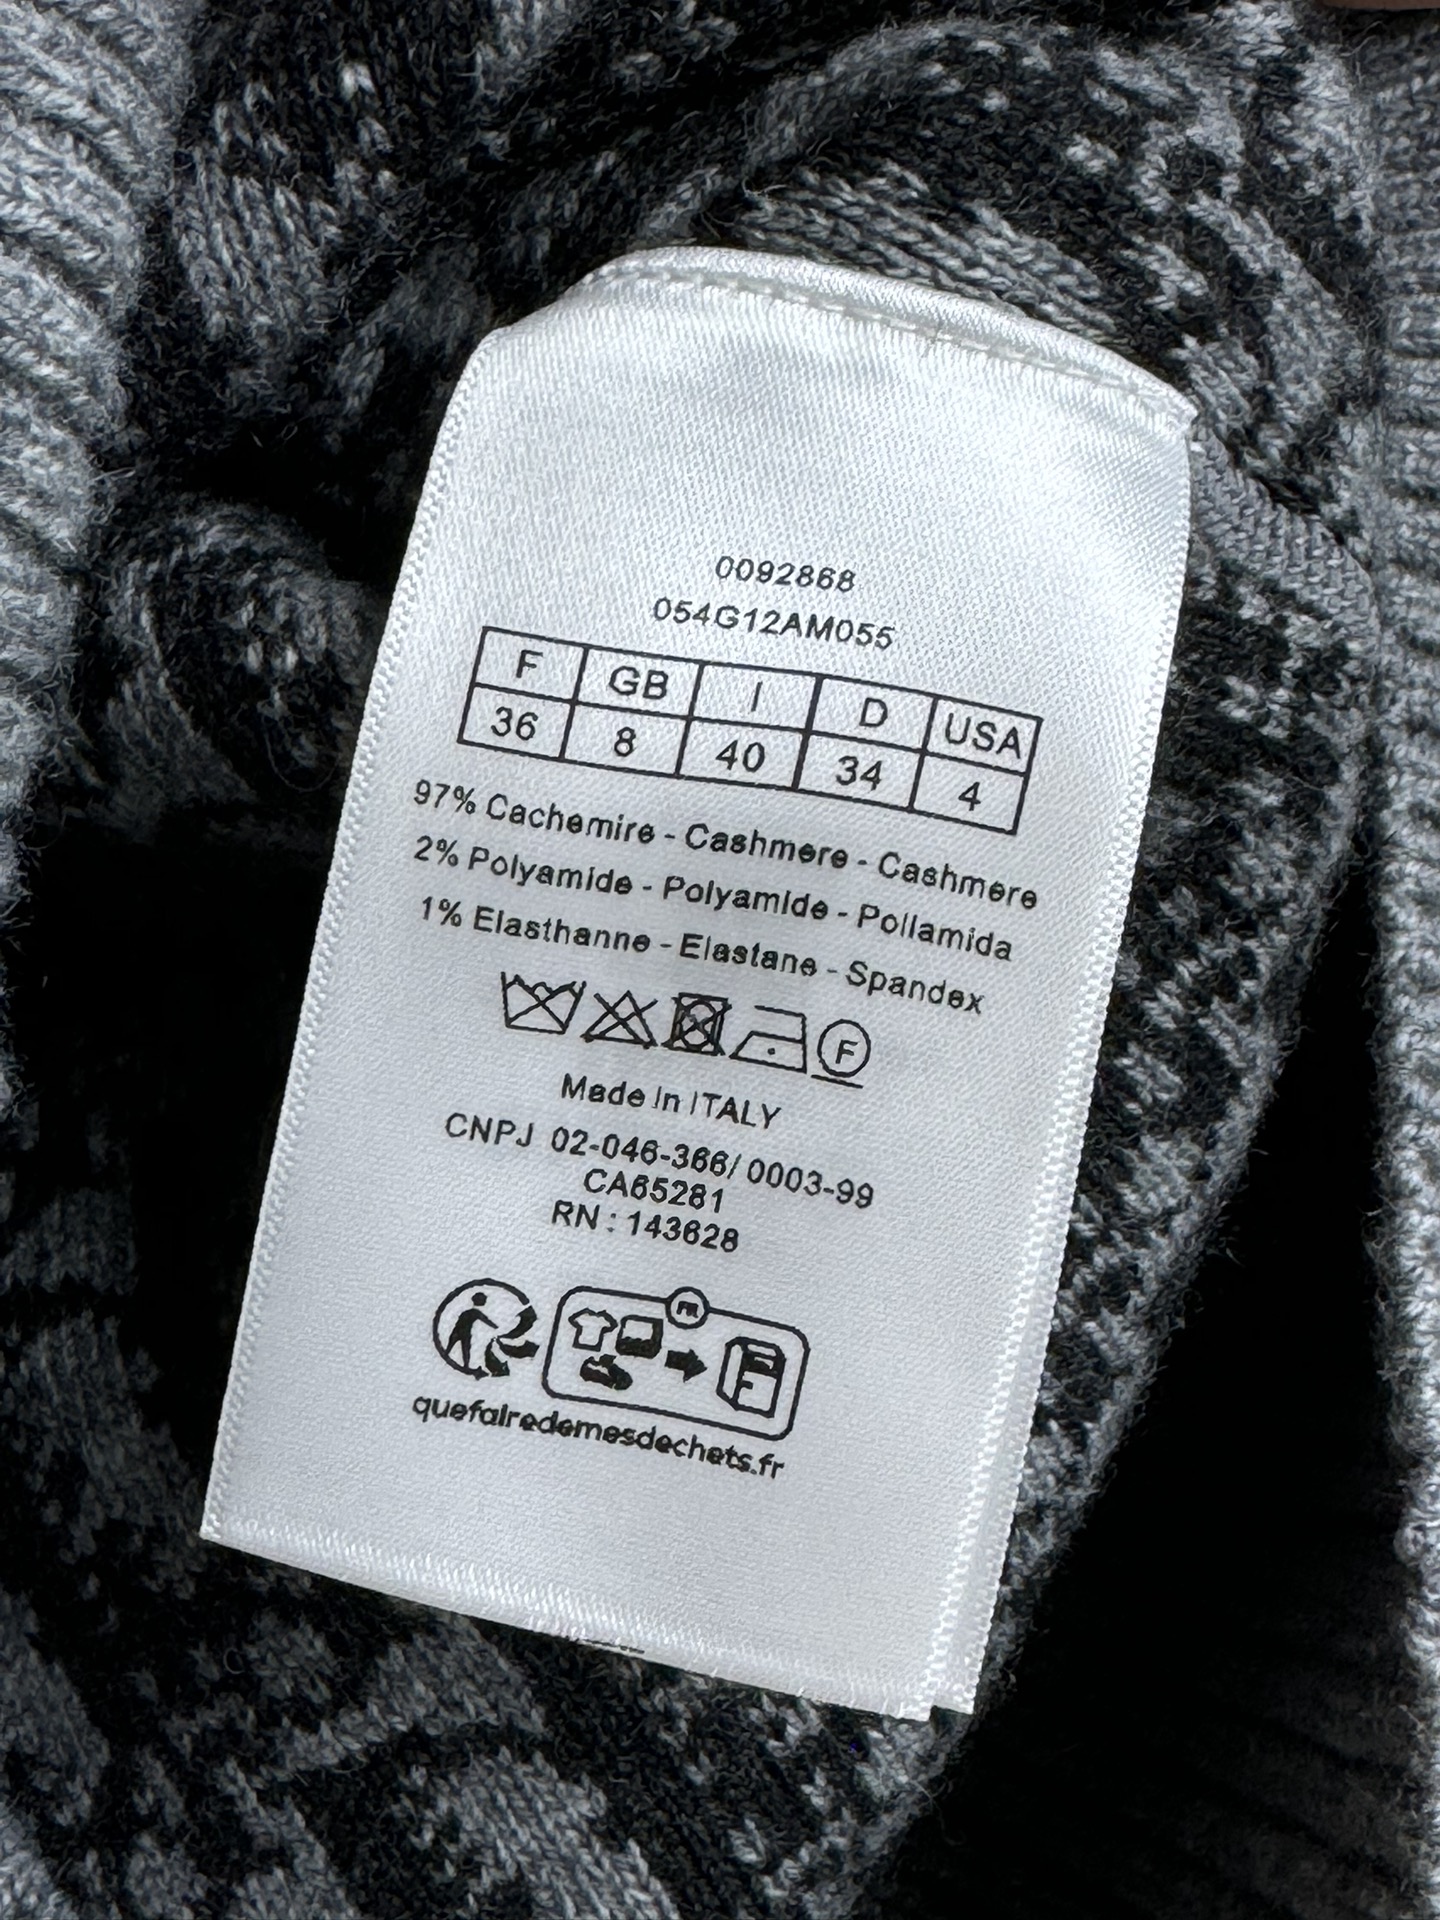 0092868
054G12AM055
F GB I D USA
36 8 40 34 4
97% Cachemire - Cashmere - Cashmere
2% Polyamide - Polyamide - Poliamida
1% Elasthanne - Elastane - Spandex
F
Made in ITALY
CNPJ 02-046-366/ 0003-99
CA65281
RN : 143628
FR
quefairedemesdechets.fr